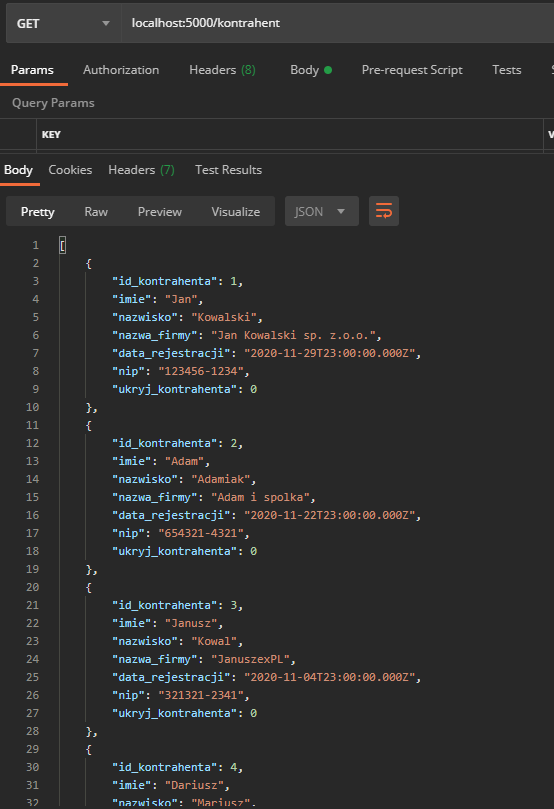 GET localhost:5000/kontrahent
Params Authorization Headers (8) Body Pre-request Script Tests
Query Params
KEY
Body Cookies Headers (7) Test Results
Pretty Raw Preview Visualize JSON
1 [
2 {
3 "id_kontrahenta": 1,
4 "imie": "Jan",
5 "nazwisko": "Kowalski",
6 "nazwa_firmy": "Jan Kowalski sp. z.o.o.",
7 "data_rejestracji": "2020-11-29T23:00:00.000Z",
8 "nip": "123456-1234",
9 "ukryj_kontrahenta": 0
10 },
11 {
12 "id_kontrahenta": 2,
13 "imie": "Adam",
14 "nazwisko": "Adamiak",
15 "nazwa_firmy": "Adam i spolka",
16 "data_rejestracji": "2020-11-22T23:00:00.000Z",
17 "nip": "654321-4321",
18 "ukryj_kontrahenta": 0
19 },
20 {
21 "id_kontrahenta": 3,
22 "imie": "Janusz",
23 "nazwisko": "Kowal",
24 "nazwa_firmy": "JanuszexPL",
25 "data_rejestracji": "2020-11-04T23:00:00.000Z",
26 "nip": "321321-2341",
27 "ukryj_kontrahenta": 0
28 },
29 {
30 "id_kontrahenta": 4,
31 "imie": "Dariusz",
32 "nazwisko": "Mariusz",